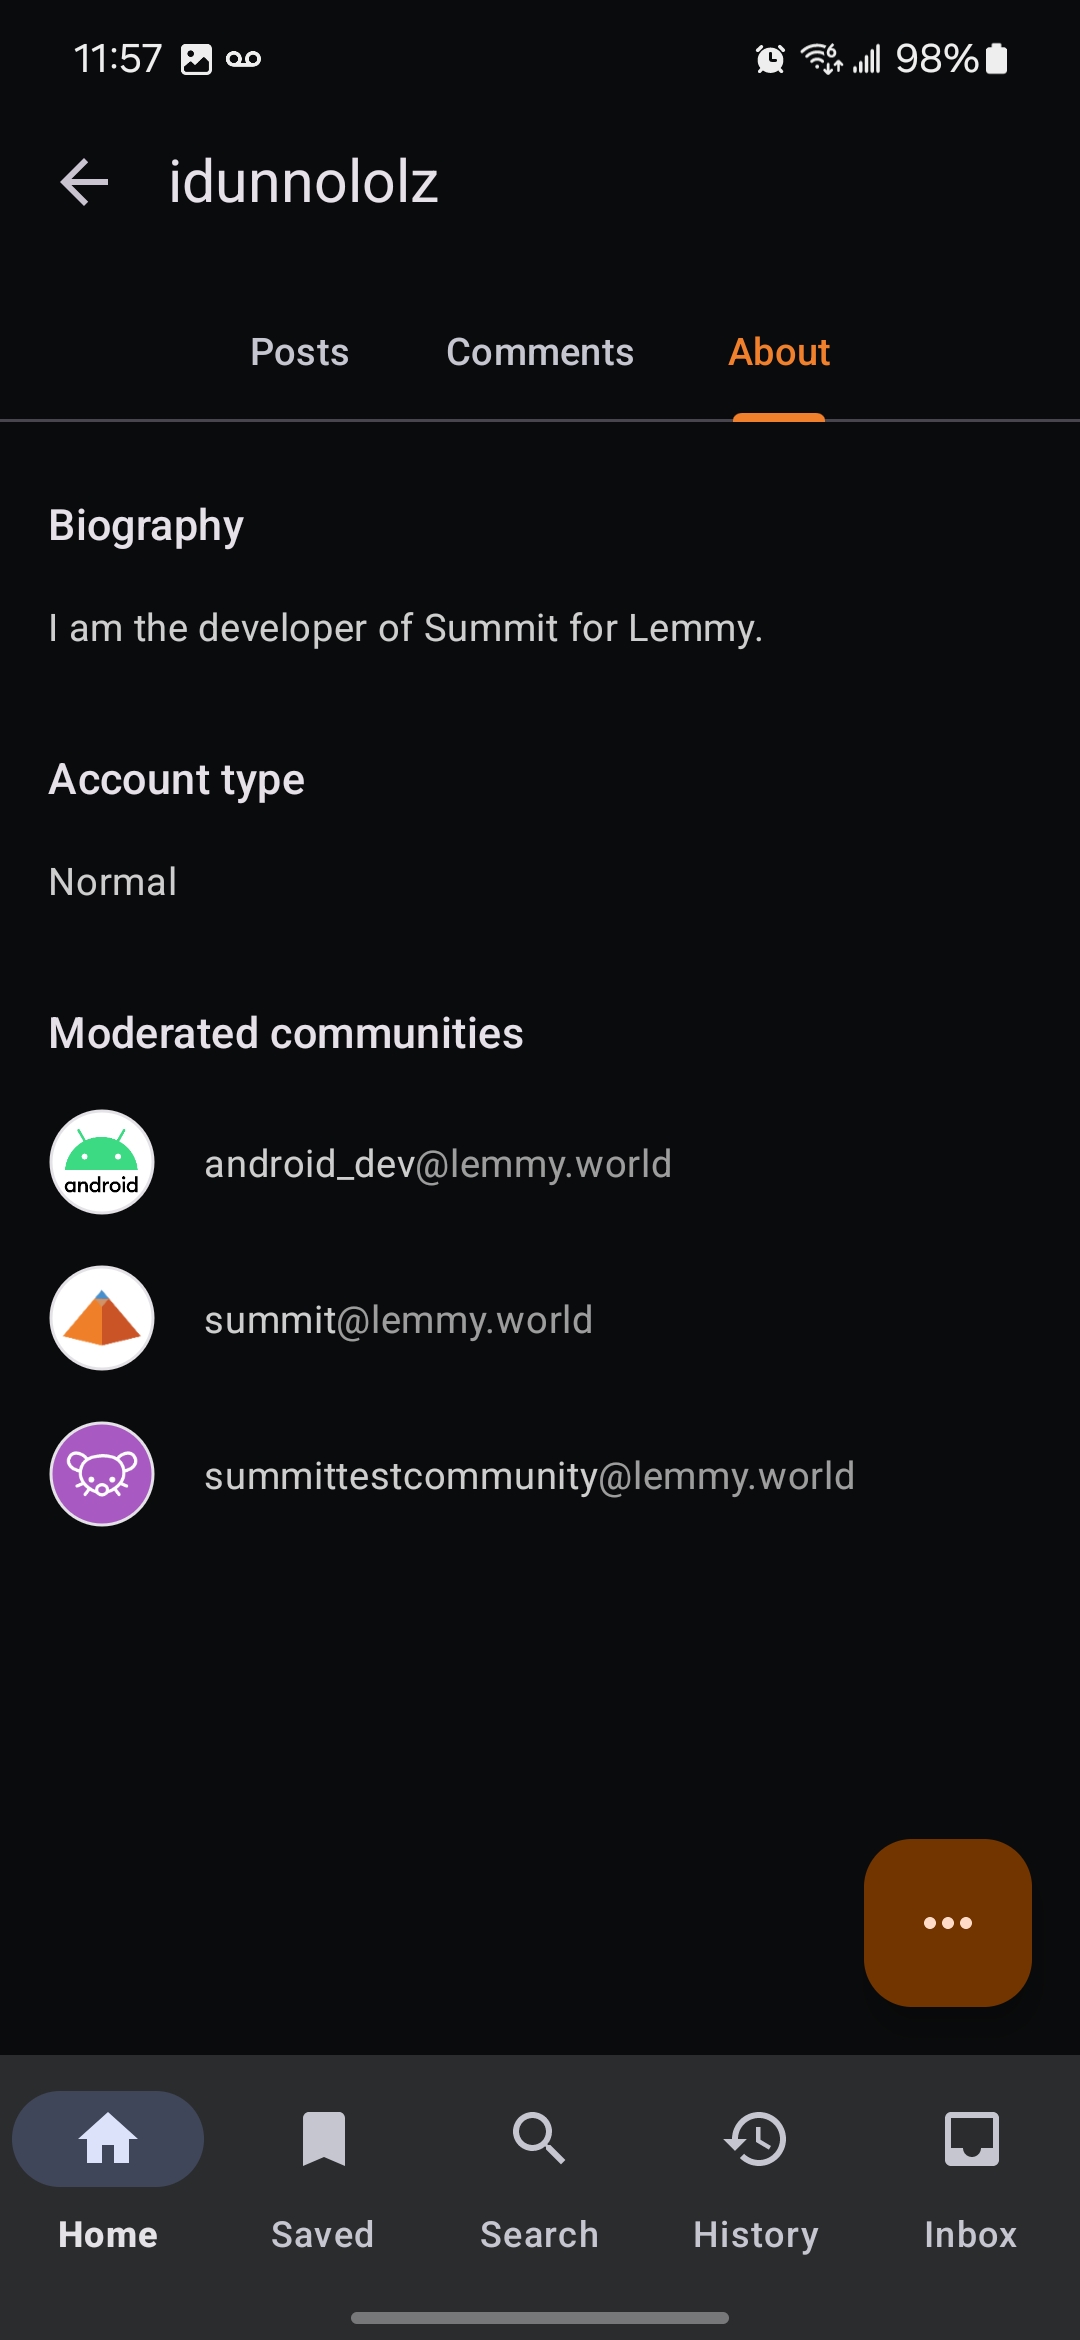 11:57
98%
idunnololz
Posts Comments About
Biography
I am the developer of Summit for Lemmy.
Account type
Normal
Moderated communities
android
android_dev@lemmy.world
summit@lemmy.world
summittestcommunity@lemmy.world
Home Saved Search History Inbox